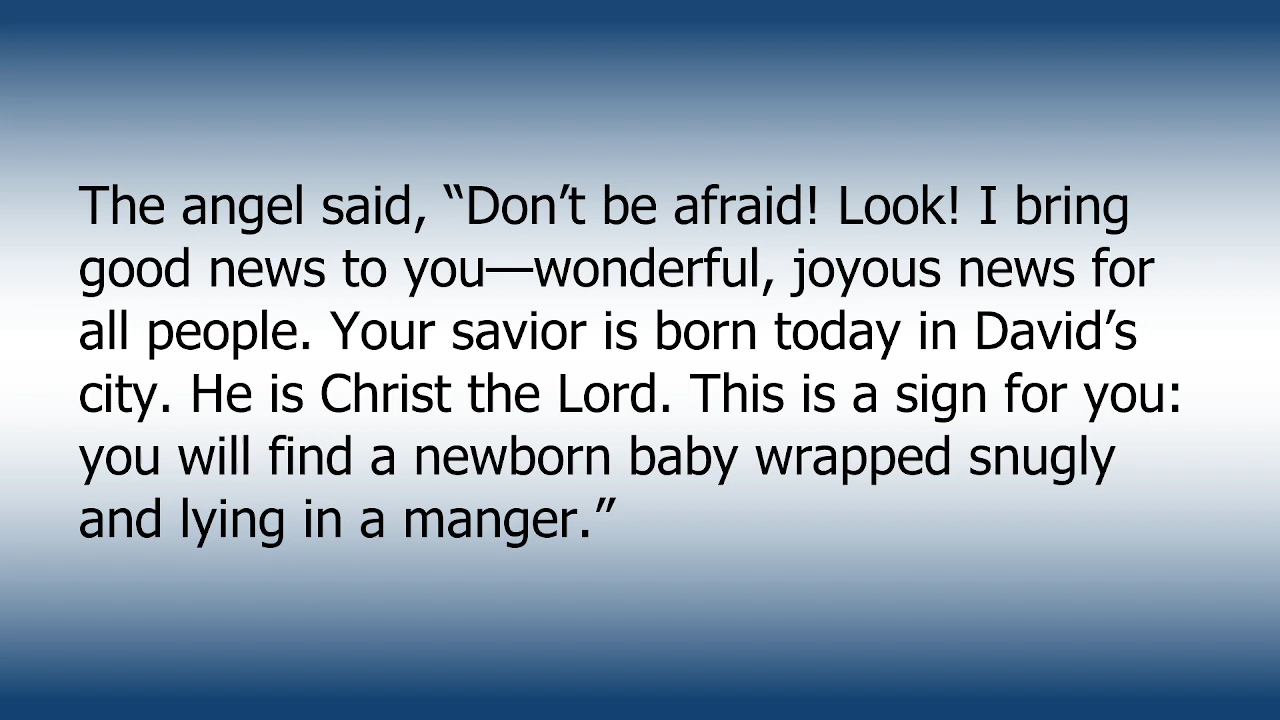 The angel said, “Don’t be afraid! Look! I bring
good news to you—wonderful, joyous news for
all people. Your savior is born today in David’s
city. He is Christ the Lord. This is a sign for you:
you will find a newborn baby wrapped snugly
and lying in a manger.”